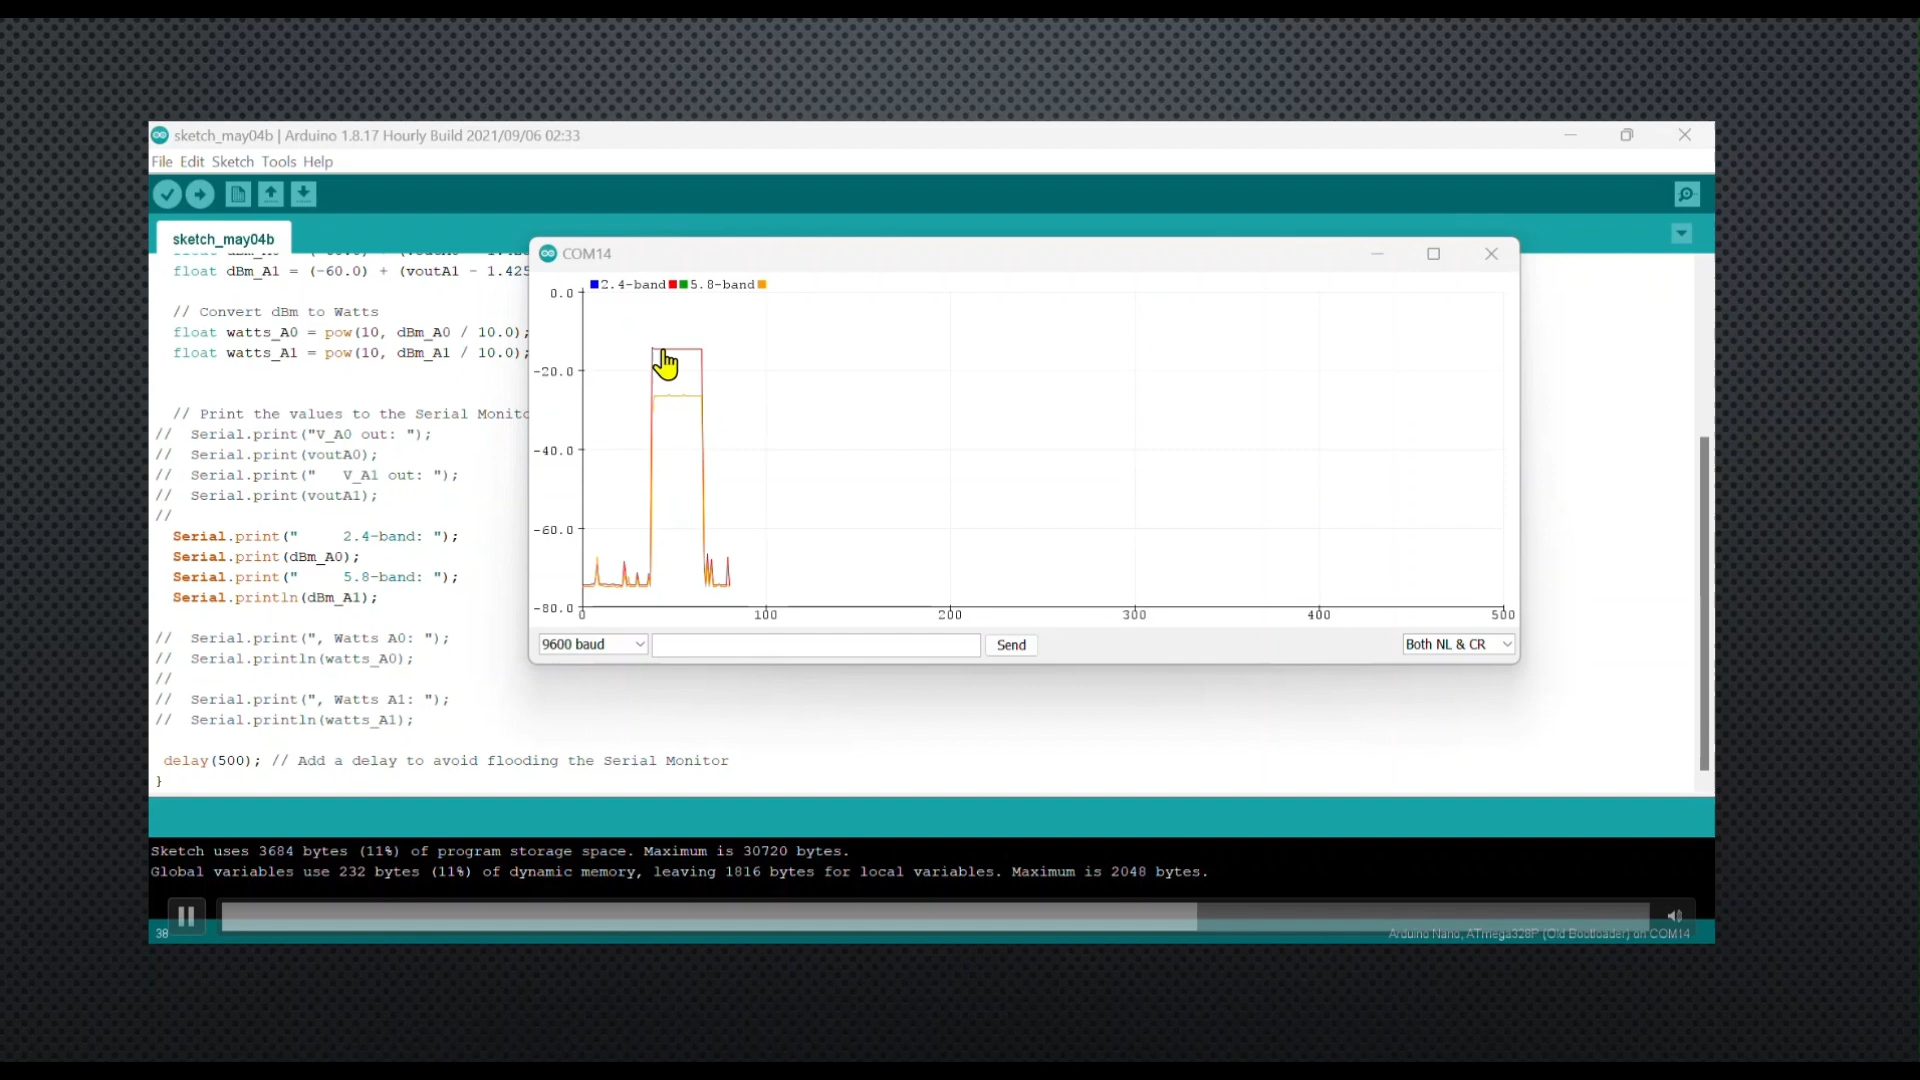 sketch_may04b | Arduino 1.8.17 Hourly Build 2021/09/06 02:33
File Edit Sketch Tools Help
sketch_may04b
float dBm_A1 = (-60.0) + (voutA1 - 1.425
// Convert dBm to Watts
float watts_A0 = pow(10, dBm_A0 / 10.0);
float watts_A1 = pow(10, dBm_A1 / 10.0);
// Print the values to the Serial Monito
// Serial.print("V_A0 out: ");
// Serial.print(voutA0);
// Serial.print("   V_A1 out: ");
// Serial.print(voutA1);
//
Serial.print("     2.4-band: ");
Serial.print(dBm_A0);
Serial.print("     5.8-band: ");
Serial.println(dBm_A1);
// Serial.print(", Watts A0: ");
// Serial.println(watts_A0);
//
// Serial.print(", Watts A1: ");
// Serial.println(watts_A1);
delay(500); // Add a delay to avoid flooding the Serial Monitor
}
COM14
2.4-band 5.8-band
0.0
-20.0
-40.0
-60.0
-80.0
0 100 200 300 400 500
9600 baud Send Both NL & CR
Sketch uses 3684 bytes (11%) of program storage space. Maximum is 30720 bytes.
Global variables use 232 bytes (11%) of dynamic memory, leaving 1816 bytes for local variables. Maximum is 2048 bytes.
38 Arduino Nano, ATmega328P (Old Bootloader) on COM14